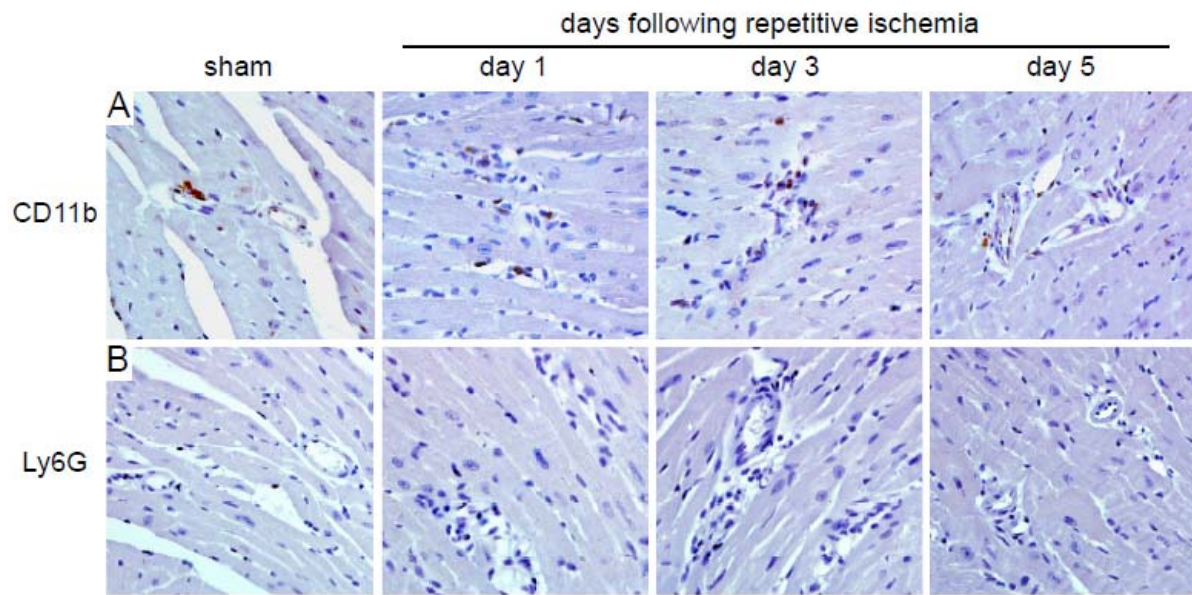 days following repetitive ischemia
sham day 1 day 3 day 5
A
CD11b
B
Ly6G